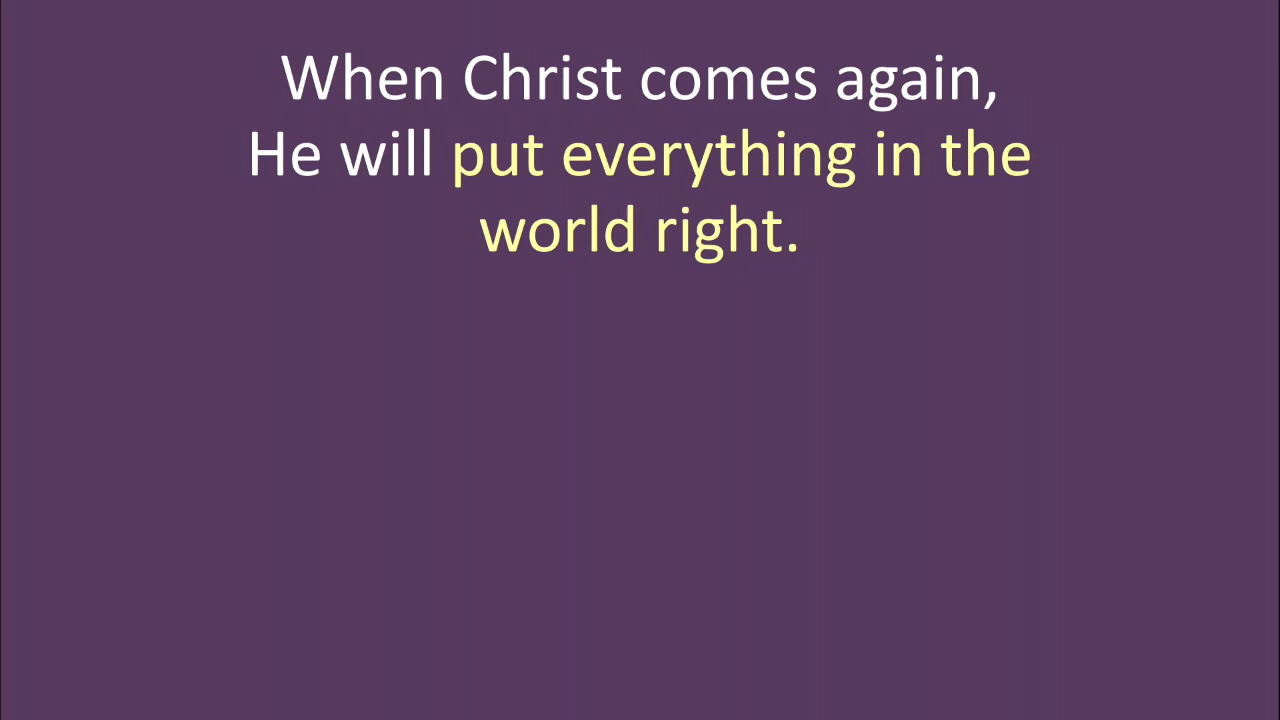 When Christ comes again,
He will put everything in the
world right.